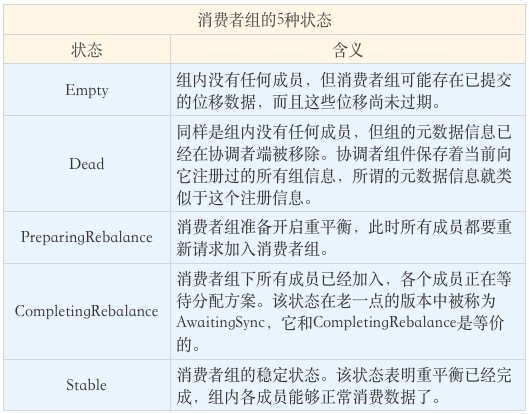 消费者组的5种状态
状态
含义
Empty
组内没有任何成员，但消费者组可能存在已提交
的位移数据，而且这些位移尚未过期。
Dead
同样是组内没有任何成员，但组的元数据信息已
经在协调者端被移除。协调者组件保存着当前向
它注册过的所有组信息，所谓的元数据信息就类
似于这个注册信息。
PreparingRebalance
消费者组准备开启重平衡，此时所有成员都要重
新请求加入消费者组。
CompletingRebalance
消费者组下所有成员已经加入，各个成员正在等
待分配方案。该状态在老一点的版本中被称为
AwaitingSync，它和CompletingRebalance是等价
的。
Stable
消费者组的稳定状态。该状态表明重平衡已经完
成，组内各成员能够正常消费数据了。